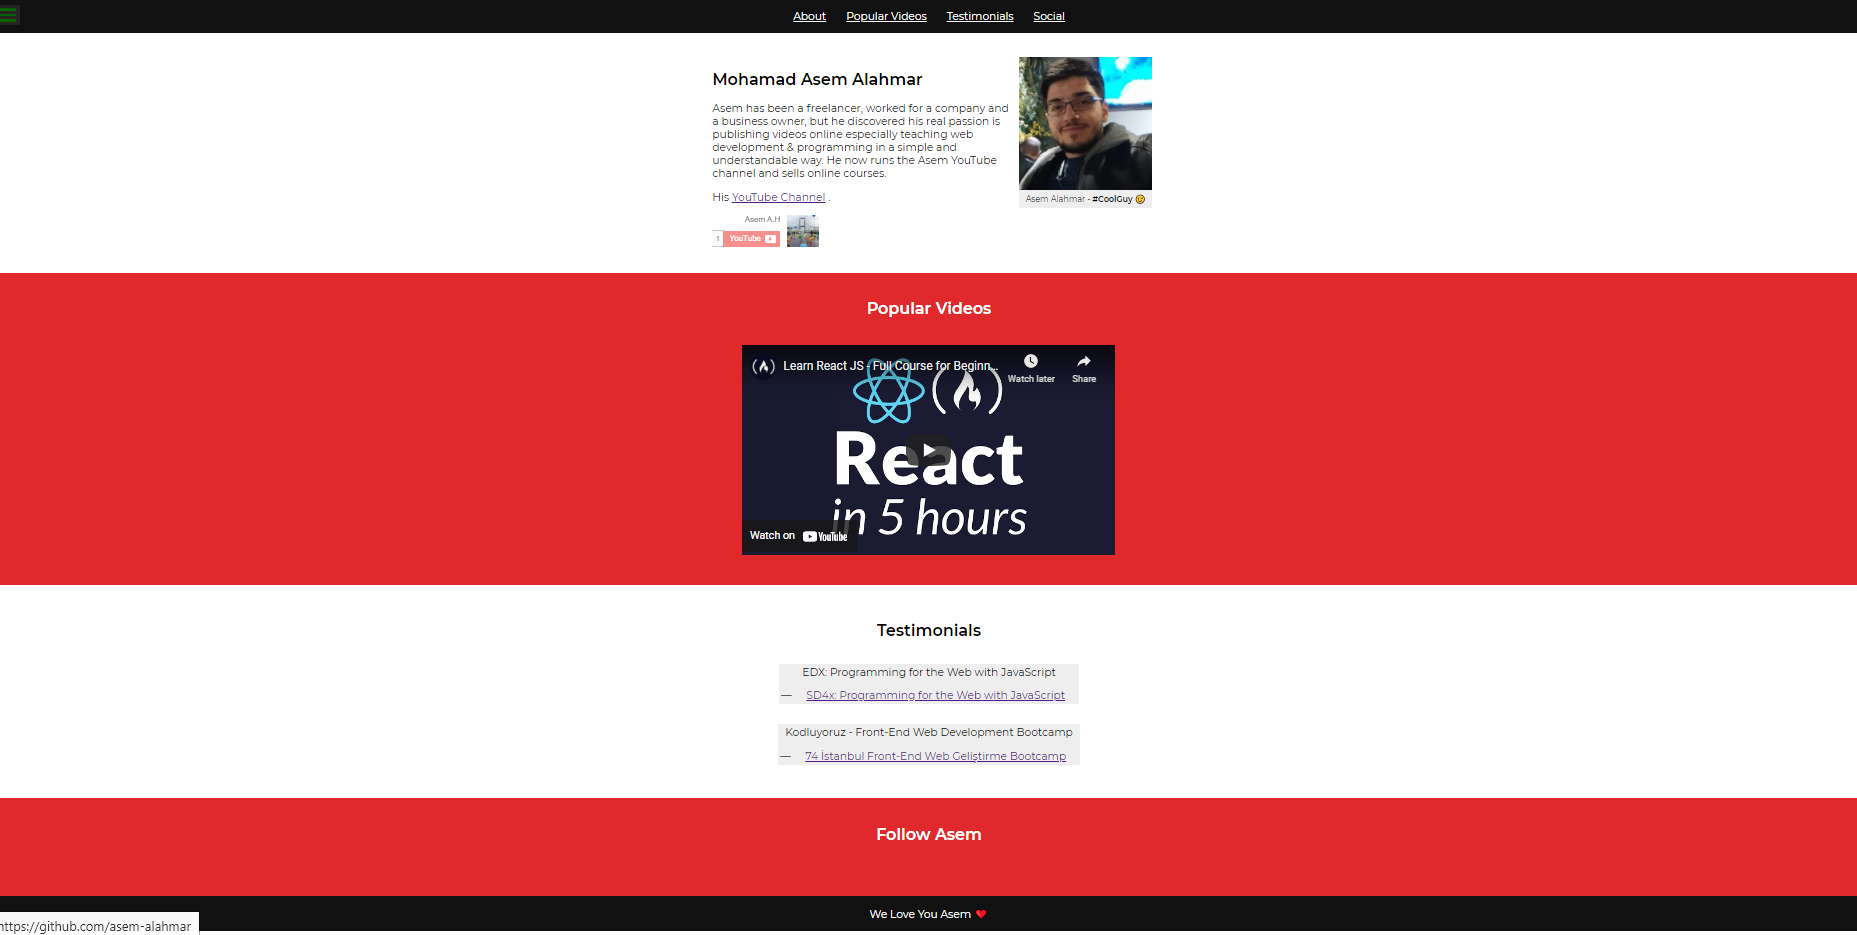 About Popular Videos Testimonials Social
Mohamad Asem Alahmar
Asem has been a freelancer, worked for a company and
a business owner, but he discovered his real passion is
publishing videos online especially teaching web
development & programming in a simple and
understandable way. He now runs the Asem YouTube
channel and sells online courses.
His YouTube Channel .
Asem A.H
1 YouTube
Asem Alahmar - #CoolGuy 😉
Popular Videos
Learn React JS - Full Course for Beginn...
Watch later Share
React
in 5 hours
Watch on YouTube
Testimonials
EDX: Programming for the Web with JavaScript
— SD4x: Programming for the Web with JavaScript
Kodluyoruz - Front-End Web Development Bootcamp
— 74 İstanbul Front-End Web Geliştirme Bootcamp
Follow Asem
We Love You Asem ❤
https://github.com/asem-alahmar